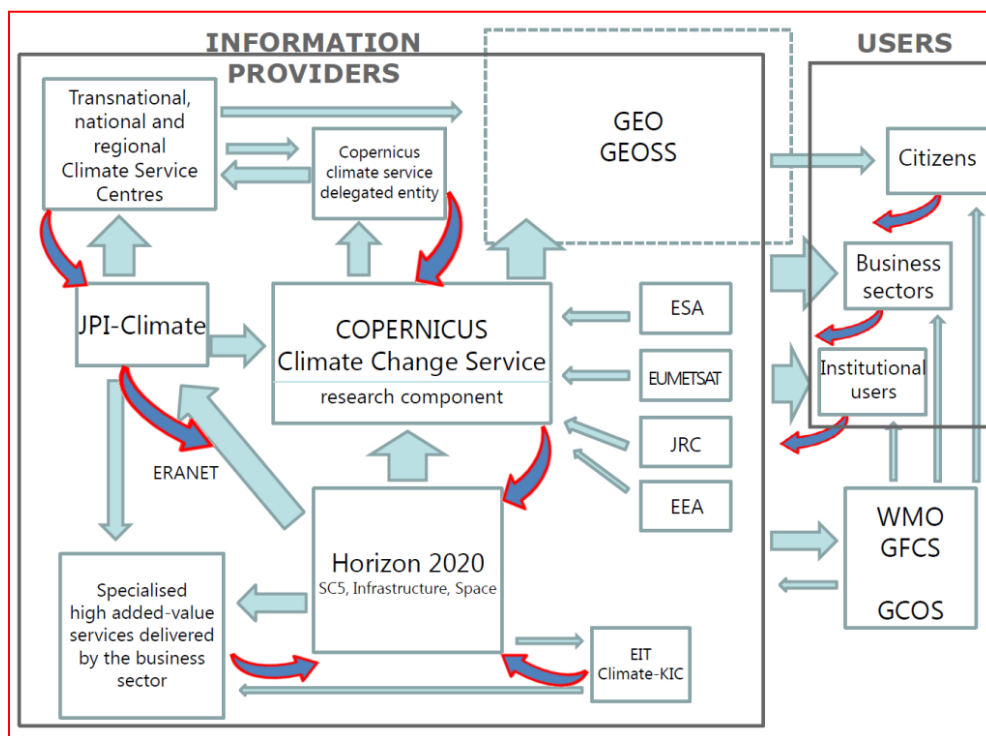 INFORMATION
PROVIDERS
USERS
Transnational,
national and
regional
Climate Service
Centres
Copernicus
climate service
delegated entity
GEO
GEOSS
Citizens
Business
sectors
Institutional
users
JPI-Climate
COPERNICUS
Climate Change Service
research component
ESA
EUMETSAT
JRC
EEA
ERANET
Horizon 2020
SC5, Infrastructure, Space
WMO
GFCS
GCOS
Specialised
high added-value
services delivered
by the business
sector
EIT
Climate-KIC